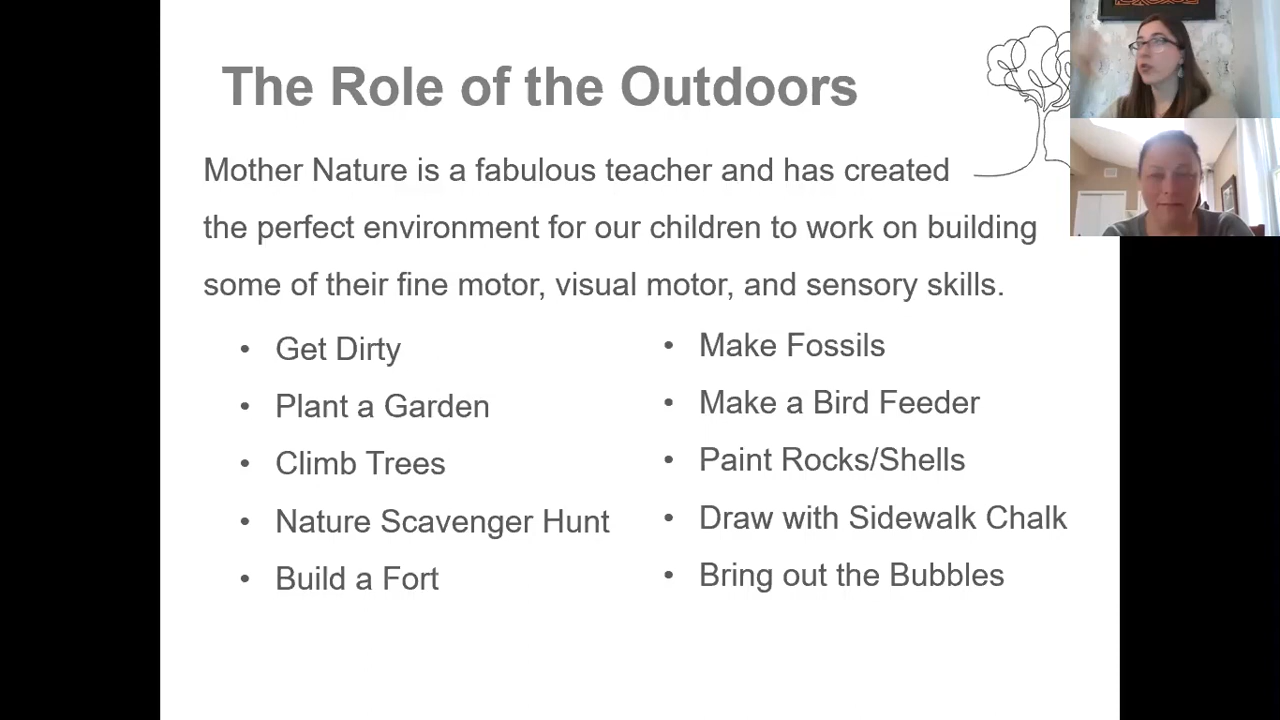 The Role of the Outdoors
Mother Nature is a fabulous teacher and has created
the perfect environment for our children to work on building
some of their fine motor, visual motor, and sensory skills.
• Get Dirty
• Plant a Garden
• Climb Trees
• Nature Scavenger Hunt
• Build a Fort
• Make Fossils
• Make a Bird Feeder
• Paint Rocks/Shells
• Draw with Sidewalk Chalk
• Bring out the Bubbles